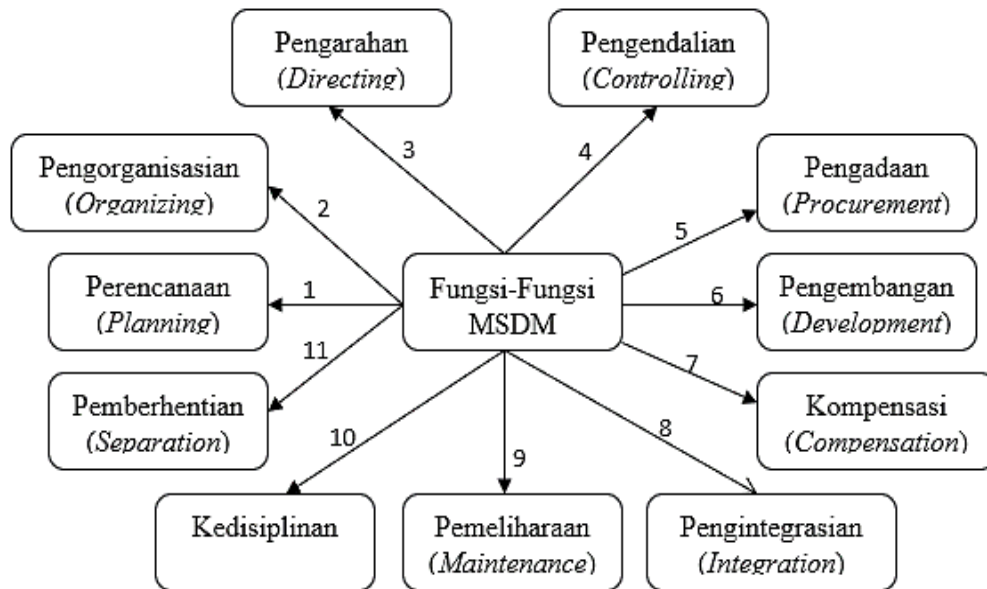 Pengarahan
(Directing)
Pengendalian
(Controlling)
3
4
Pengorganisasian
(Organizing)
Pengadaan
(Procurement)
2
5
Perencanaan
(Planning)
1
Fungsi-Fungsi
MSDM
6
Pengembangan
(Development)
11
7
Pemberhentian
(Separation)
Kompensasi
(Compensation)
10
9
8
Kedisiplinan
Pemeliharaan
(Maintenance)
Pengintegrasian
(Integration)